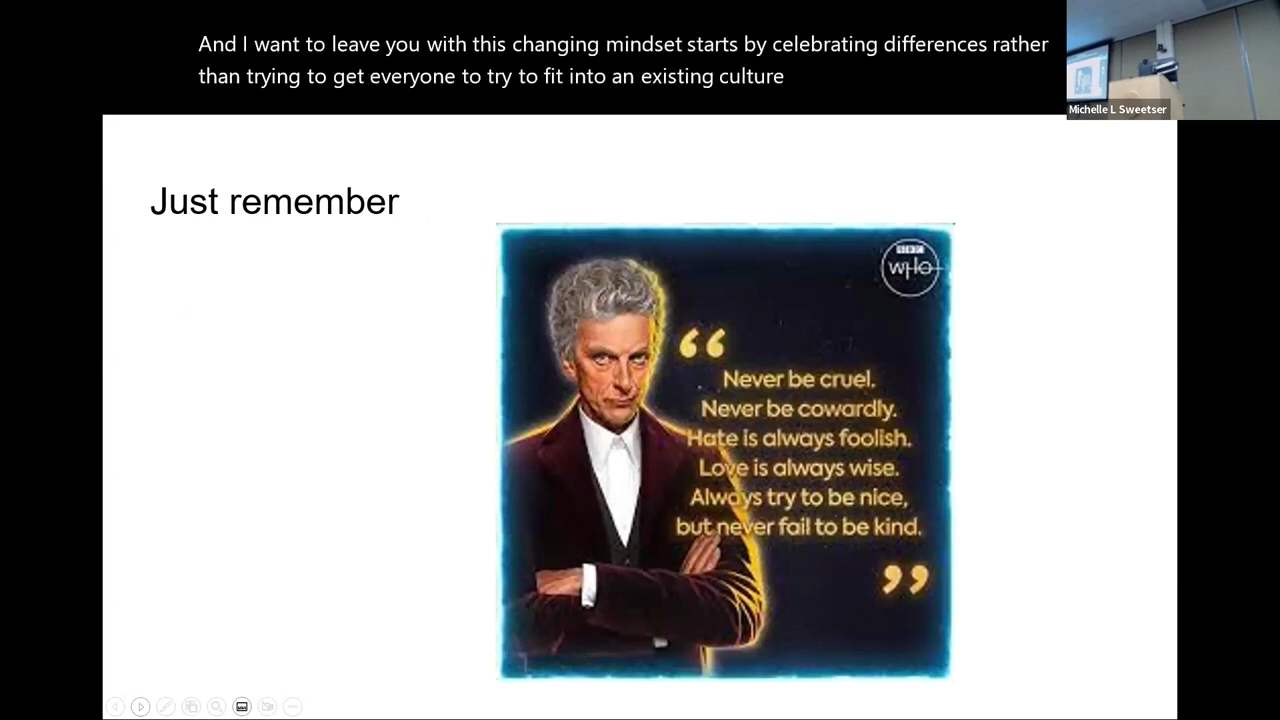 And I want to leave you with this changing mindset starts by celebrating differences rather
than trying to get everyone to try to fit into an existing culture
Michelle L Sweetser
Just remember
BBC
WHO
“
Never be cruel.
Never be cowardly.
Hate is always foolish.
Love is always wise.
Always try to be nice,
but never fail to be kind.
”